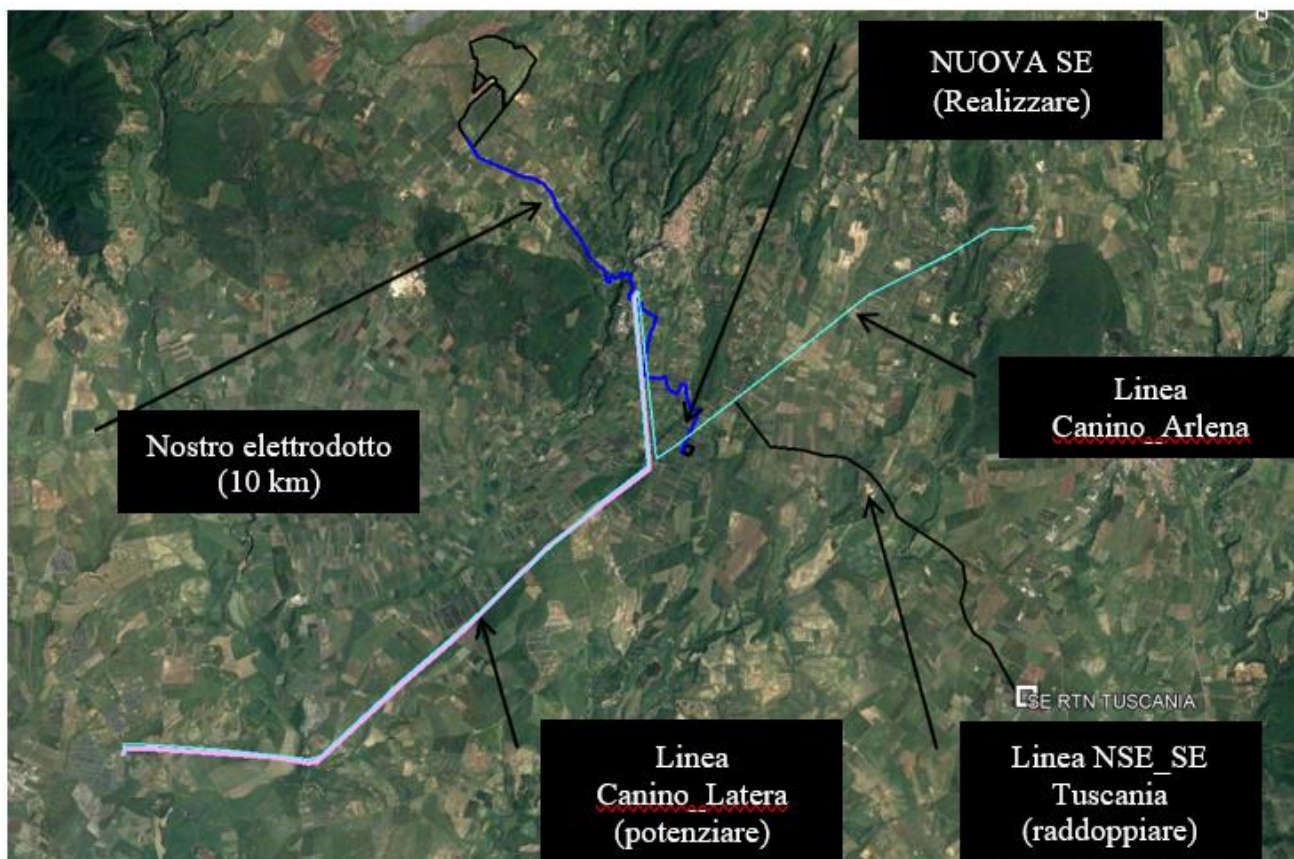 NUOVA SE
(Realizzare)
Nostro elettrodotto
(10 km)
Linea
Canino_Arlena
SE RTN TUSCANIA
Linea
Canino_Latera
(potenziare)
Linea NSE_SE
Tuscania
(raddoppiare)